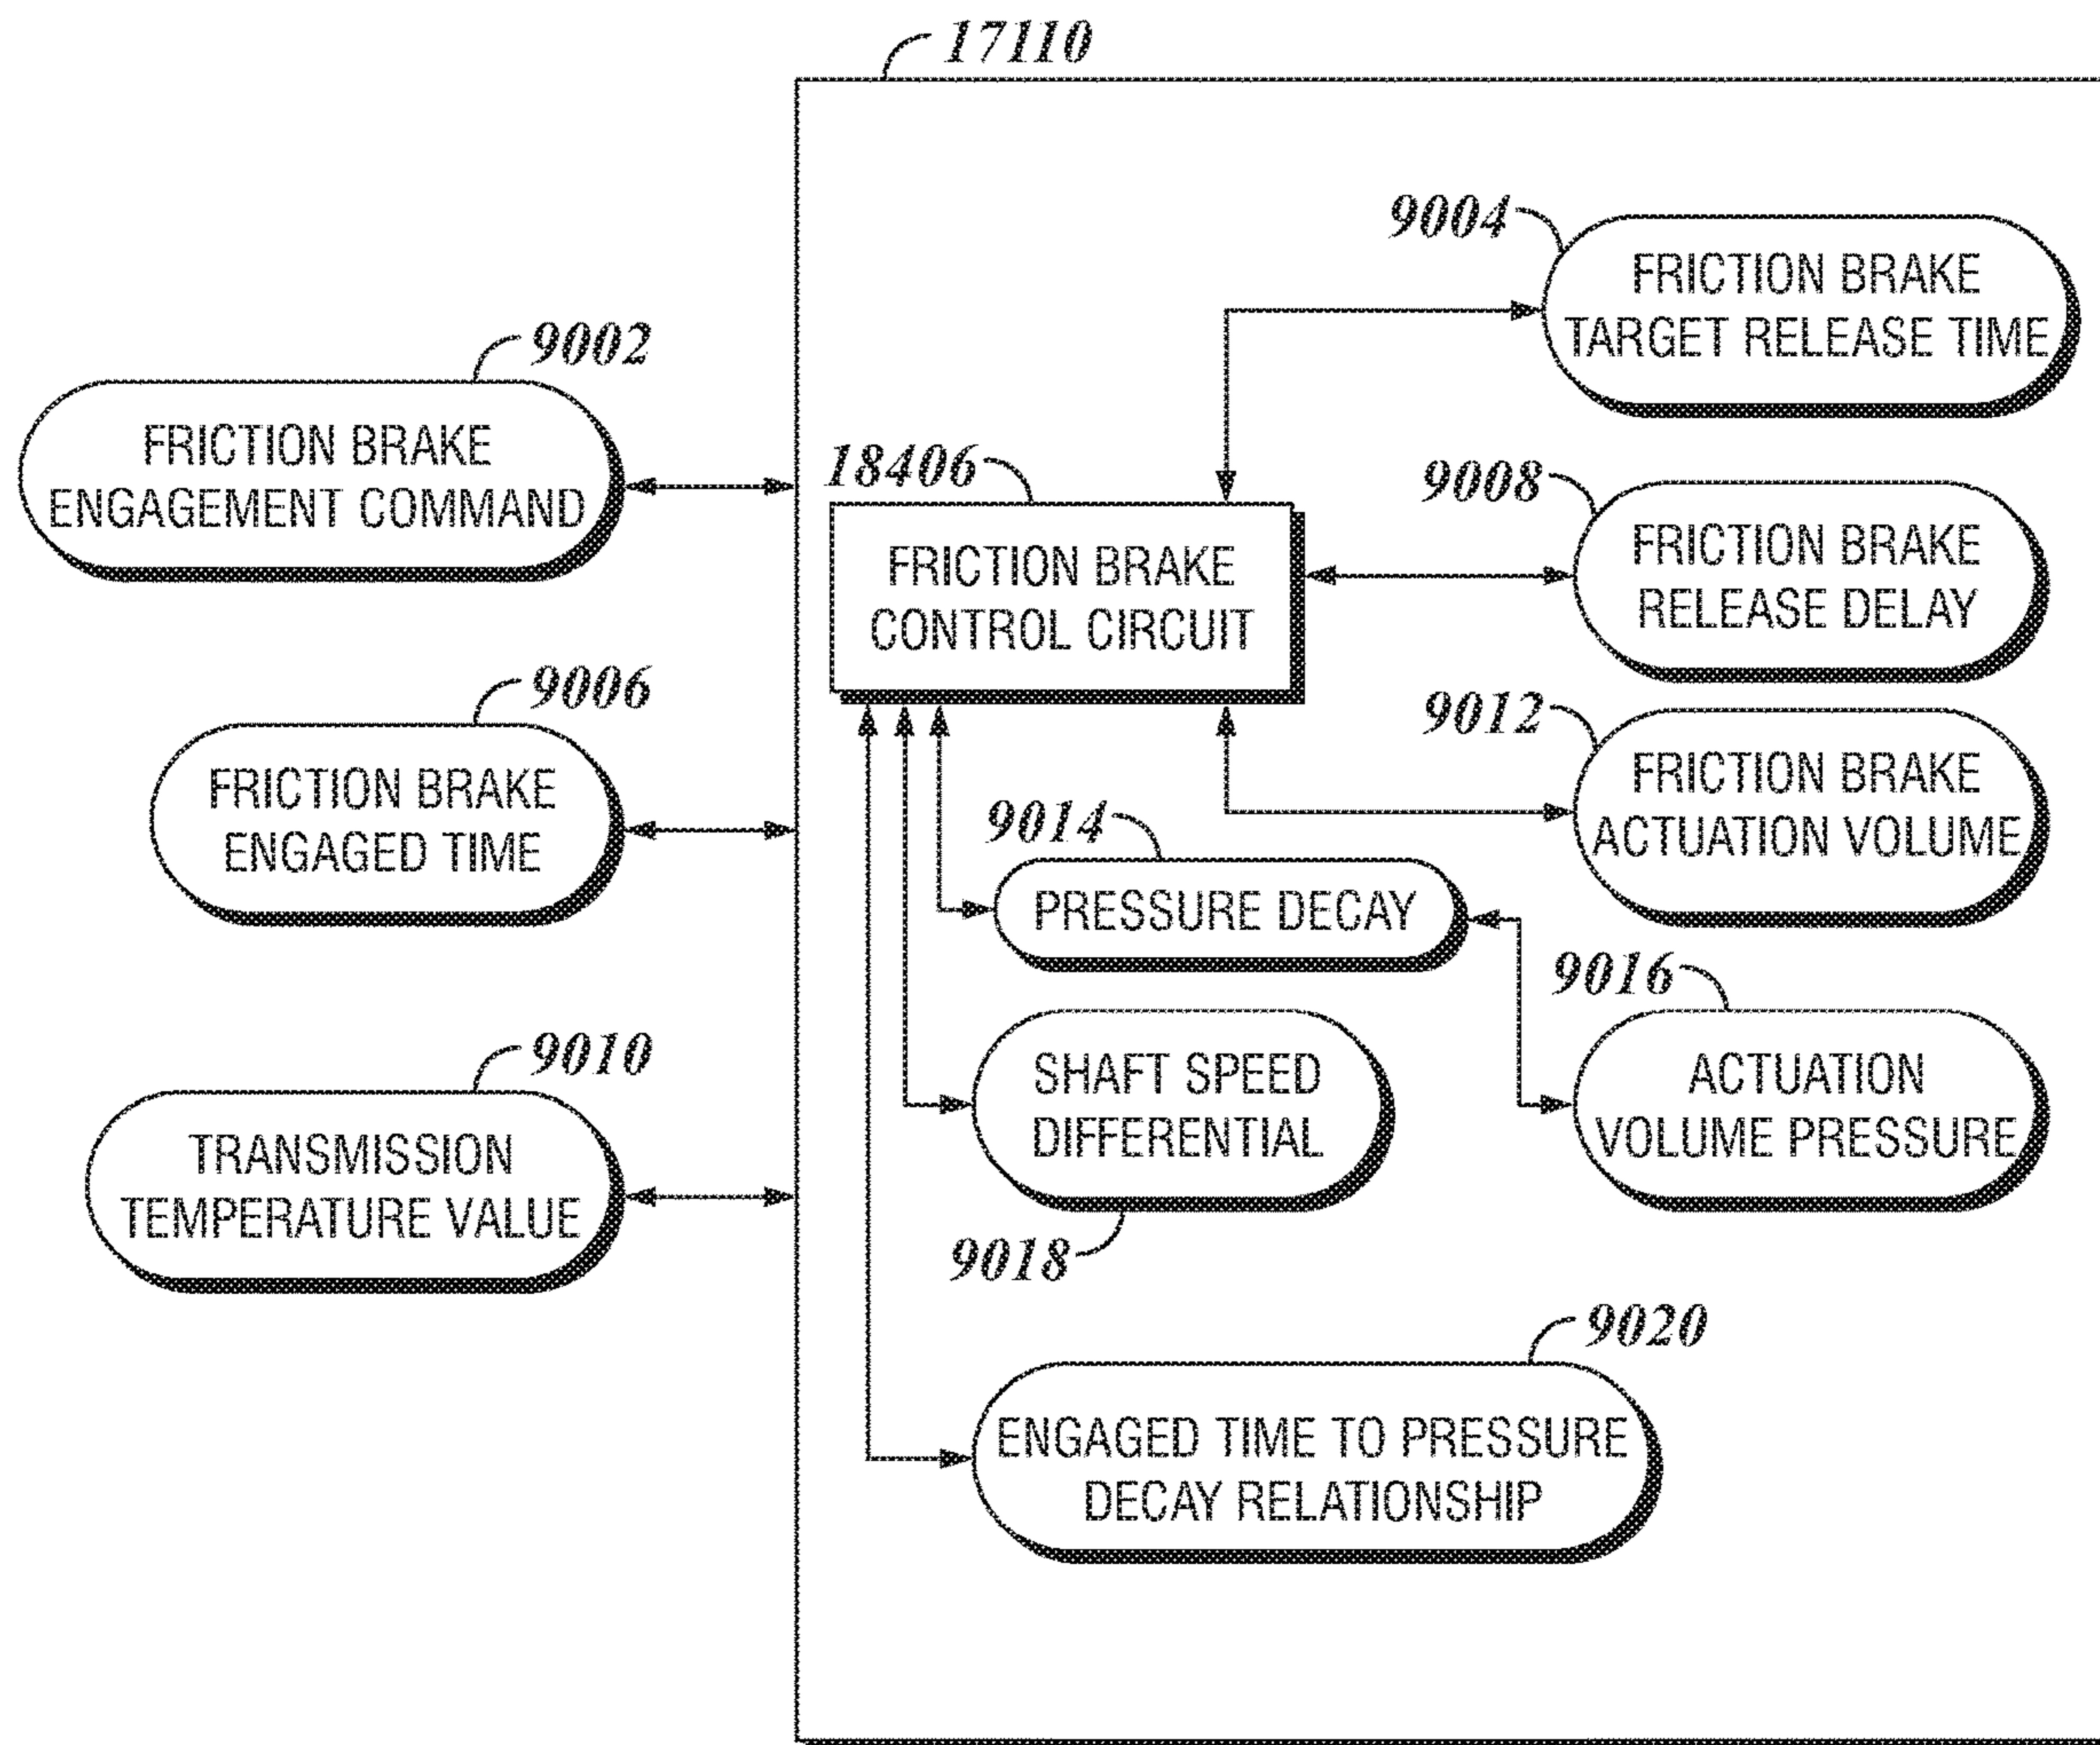 17110
9004
FRICTION BRAKE
TARGET RELEASE TIME
9002
FRICTION BRAKE
ENGAGEMENT COMMAND
18406
FRICTION BRAKE
CONTROL CIRCUIT
9008
FRICTION BRAKE
RELEASE DELAY
9006
FRICTION BRAKE
ENGAGED TIME
9012
FRICTION BRAKE
ACTUATION VOLUME
9014
PRESSURE DECAY
9016
ACTUATION
VOLUME PRESSURE
9010
TRANSMISSION
TEMPERATURE VALUE
SHAFT SPEED
DIFFERENTIAL
9018
9020
ENGAGED TIME TO PRESSURE
DECAY RELATIONSHIP